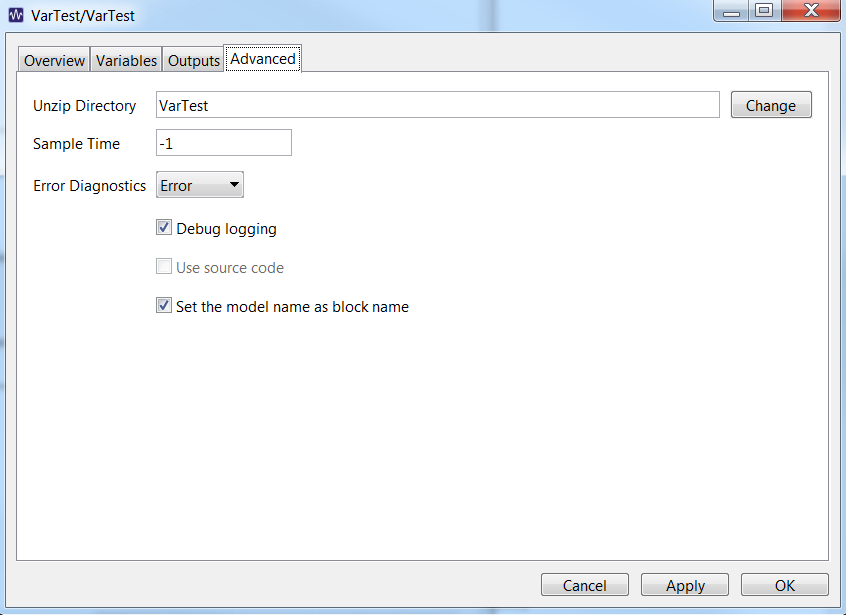 VarTest/VarTest
Overview Variables Outputs Advanced
Unzip Directory VarTest Change
Sample Time -1
Error Diagnostics Error
Debug logging
Use source code
Set the model name as block name
Cancel Apply OK